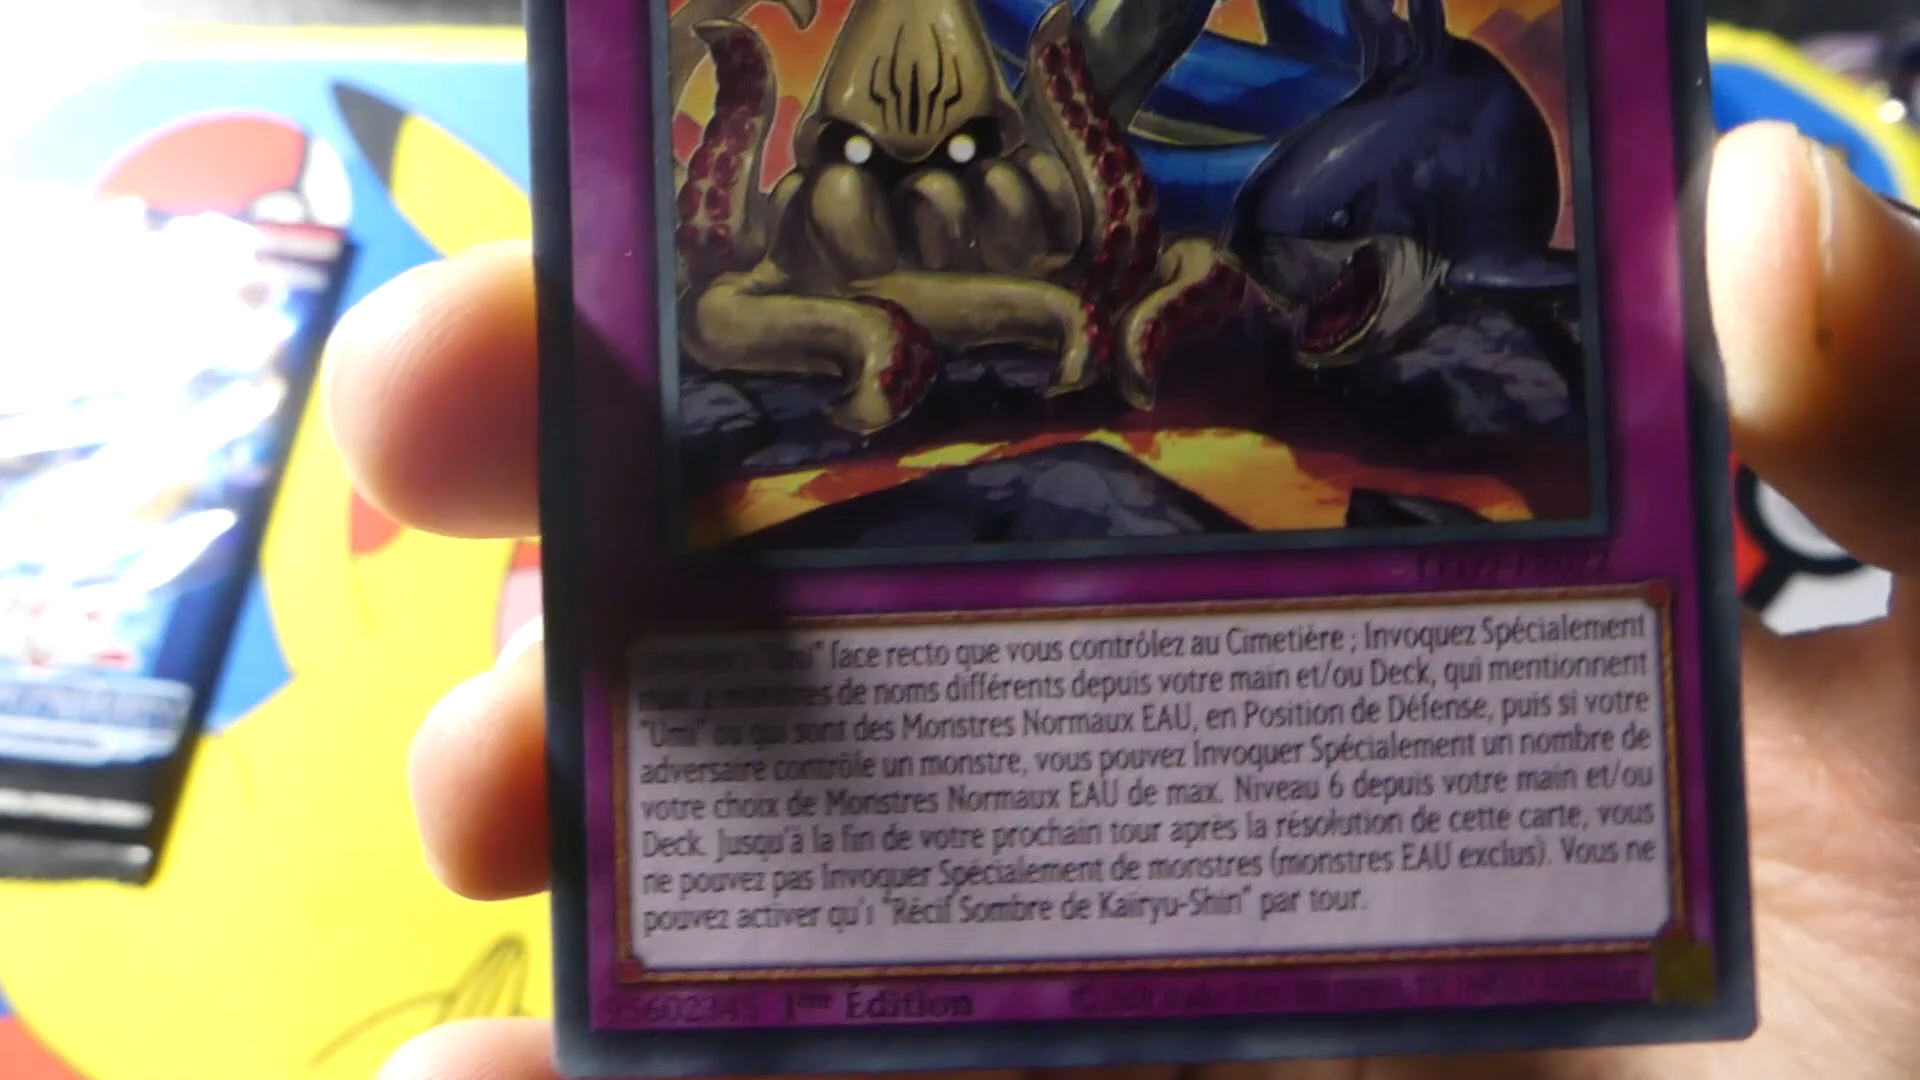 " face recto que vous contrôlez au Cimetière ; Invoquez Spécialement
de noms différents depuis votre main et/ou Deck, qui mentionnent
"Umi" ou qui sont des Monstres Normaux EAU, en Position de Défense, puis si votre
adversaire contrôle un monstre, vous pouvez Invoquer Spécialement un nombre de
votre choix de Monstres Normaux EAU de max. Niveau 6 depuis votre main et/ou
Deck. Jusqu'à la fin de votre prochain tour après la résolution de cette carte, vous
ne pouvez pas Invoquer Spécialement de monstres (monstres EAU exclus). Vous ne
pouvez activer qu'1 "Récif Sombre de Kairyu-Shin" par tour.
95602345 1ère Édition